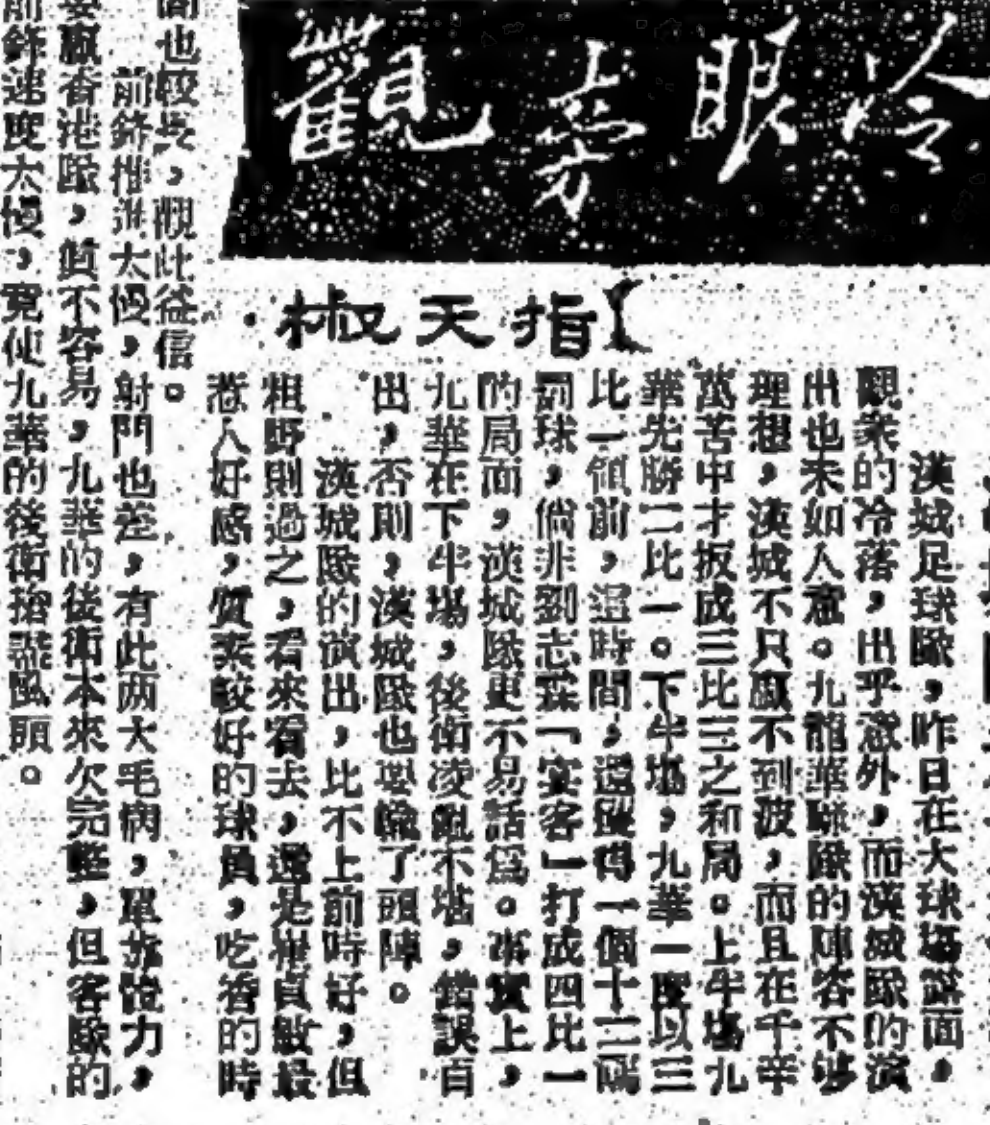 冷眼旁觀
指天椒
漢城足球隊,昨日在大球場露面,
觀衆的冷落,出乎意外,而漢城隊的演
出也未如人意。九龍華聯隊的陣容不够
理想,漢城不只贏不到波,而且在千辛
萬苦中才扳成三比三之和局。上半塲九
華先勝二比一。下半塲,九華一度以三
比一領前,這時間,還獲得一個十二碼
罰球,倘非劉志霖「宴客」打成四比一
的局面,漢城隊更不易話爲。事實上,
九華在下半塲,後衛凌亂不堪,錯誤百
出,否則,漢城隊也要曉了頭陣。
漢城隊的演出,比不上前時好,但
粗野則過之,看來看去,還是崔貞敏最
惹人好感,質素較好的球員,吃香的時
間也較長,觀此益信。
前鋒推進太慢,射門也差,有此两大毛病,單靠體力,
要贏香港隊,眞不容易,九華的後衛本來欠完整,但客隊的
前鋒速度太慢,竟使九華的後衛搭認風頭。